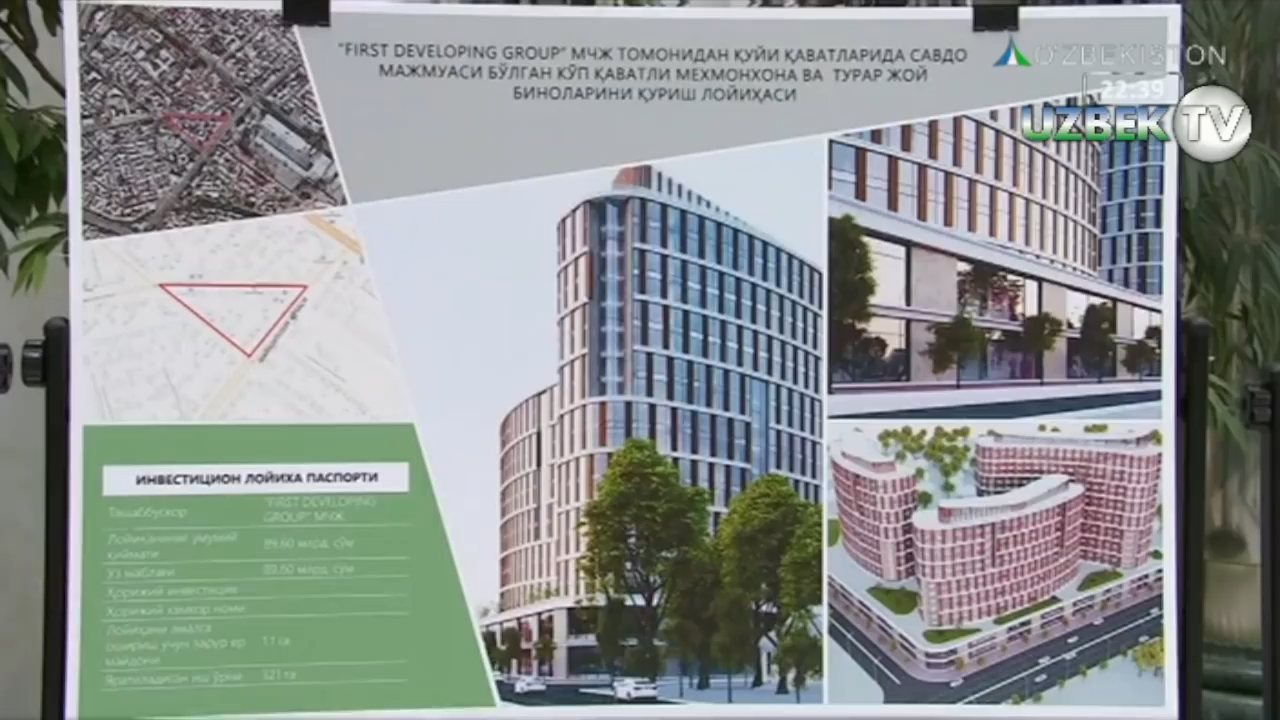 "FIRST DEVELOPING GROUP" МЧЖ ТОМОНИДАН ҚУЙИ ҚАВАТЛАРИДА САВДО
МАЖМУАСИ БЎЛГАН КЎП ҚАВАТЛИ МЕХМОНХОНА ВА ТУРАР ЖОЙ
БИНОЛАРИНИ ҚУРИШ ЛОЙИҲАСИ
O'ZBEKISTON
22:39
UZBEK TV
ИНВЕСТИЦИОН ЛОЙИХА ПАСПОРТИ
Ташаббускор
"FIRST DEVELOPING
GROUP" МЧЖ
Лойиҳанинг умумий
қиймати
89.60 млрд. сўм
Ўз маблағи
89.60 млрд. сўм
Хорижий инвестиция
Хорижий хамкор номи
Лойиҳани амалга
ошириш учун зарур ер
майдони
1.1 га
Яратиладиган иш ўрни